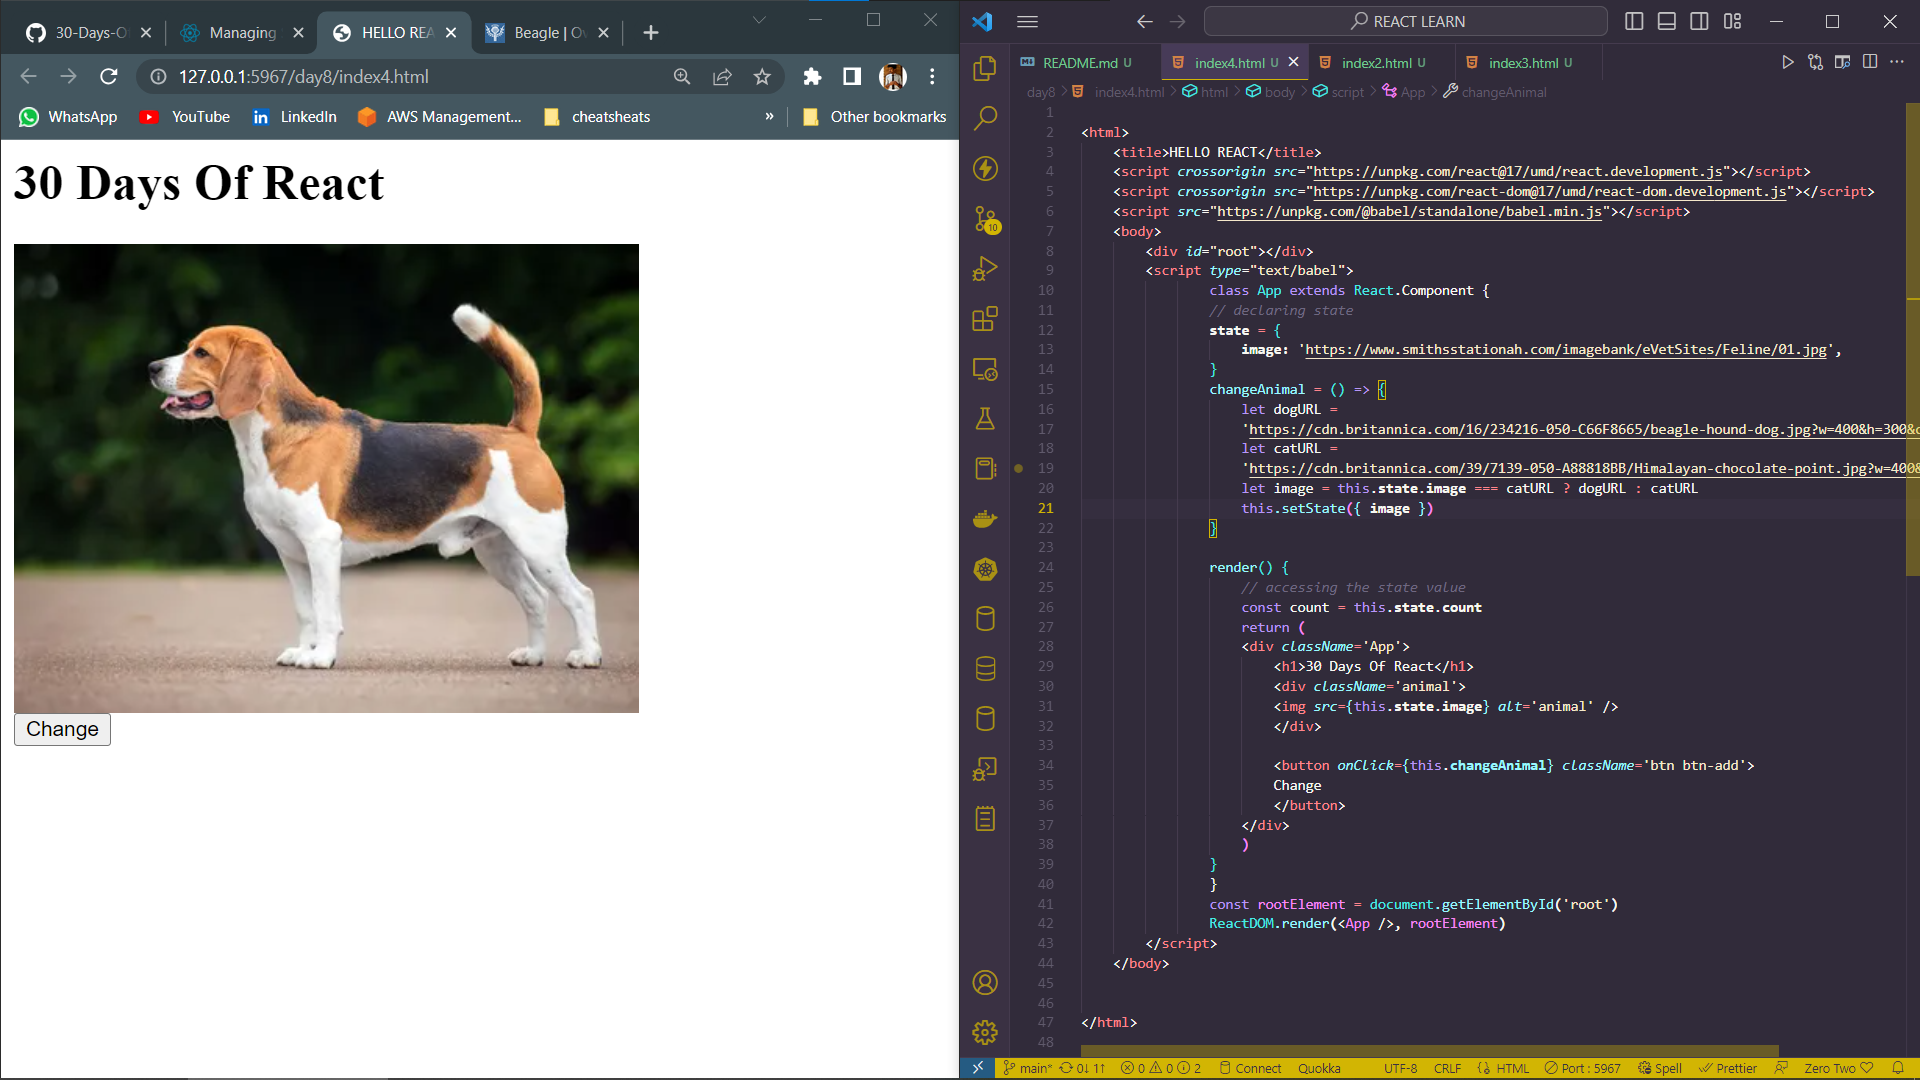 30-Days-O
Managing
HELLO REA
Beagle | Ov
127.0.0.1:5967/day8/index4.html
WhatsApp
YouTube
LinkedIn
AWS Management...
cheatsheats
»
Other bookmarks
30 Days Of React
Change
REACT LEARN
README.md U
index4.html U
index2.html U
index3.html U
day8 > index4.html > html > body > script > App > changeAnimal
1
2 <html>
3 <title>HELLO REACT</title>
4 <script crossorigin src="https://unpkg.com/react@17/umd/react.development.js"></script>
5 <script crossorigin src="https://unpkg.com/react-dom@17/umd/react-dom.development.js"></script>
6 <script src="https://unpkg.com/@babel/standalone/babel.min.js"></script>
7 <body>
8 <div id="root"></div>
9 <script type="text/babel">
10 class App extends React.Component {
11 // declaring state
12 state = {
13 image: 'https://www.smithsstationah.com/imagebank/eVetSites/Feline/01.jpg',
14 }
15 changeAnimal = () => {
16 let dogURL =
17 'https://cdn.britannica.com/16/234216-050-C66F8665/beagle-hound-dog.jpg?w=400&h=300&c
18 let catURL =
19 'https://cdn.britannica.com/39/7139-050-A88818BB/Himalayan-chocolate-point.jpg?w=400&
20 let image = this.state.image === catURL ? dogURL : catURL
21 this.setState({ image })
22 }
23
24 render() {
25 // accessing the state value
26 const count = this.state.count
27 return (
28 <div className='App'>
29 <h1>30 Days Of React</h1>
30 <div className='animal'>
31 <img src={this.state.image} alt='animal' />
32 </div>
33
34 <button onClick={this.changeAnimal} className='btn btn-add'>
35 Change
36 </button>
37 </div>
38 )
39 }
40 }
41 const rootElement = document.getElementById('root')
42 ReactDOM.render(<App />, rootElement)
43 </script>
44 </body>
45
46
47 </html>
48
10
main* 0↓ 1↑ 0 0 2 Connect Quokka UTF-8 CRLF {} HTML Port : 5967 Spell Prettier Zero Two